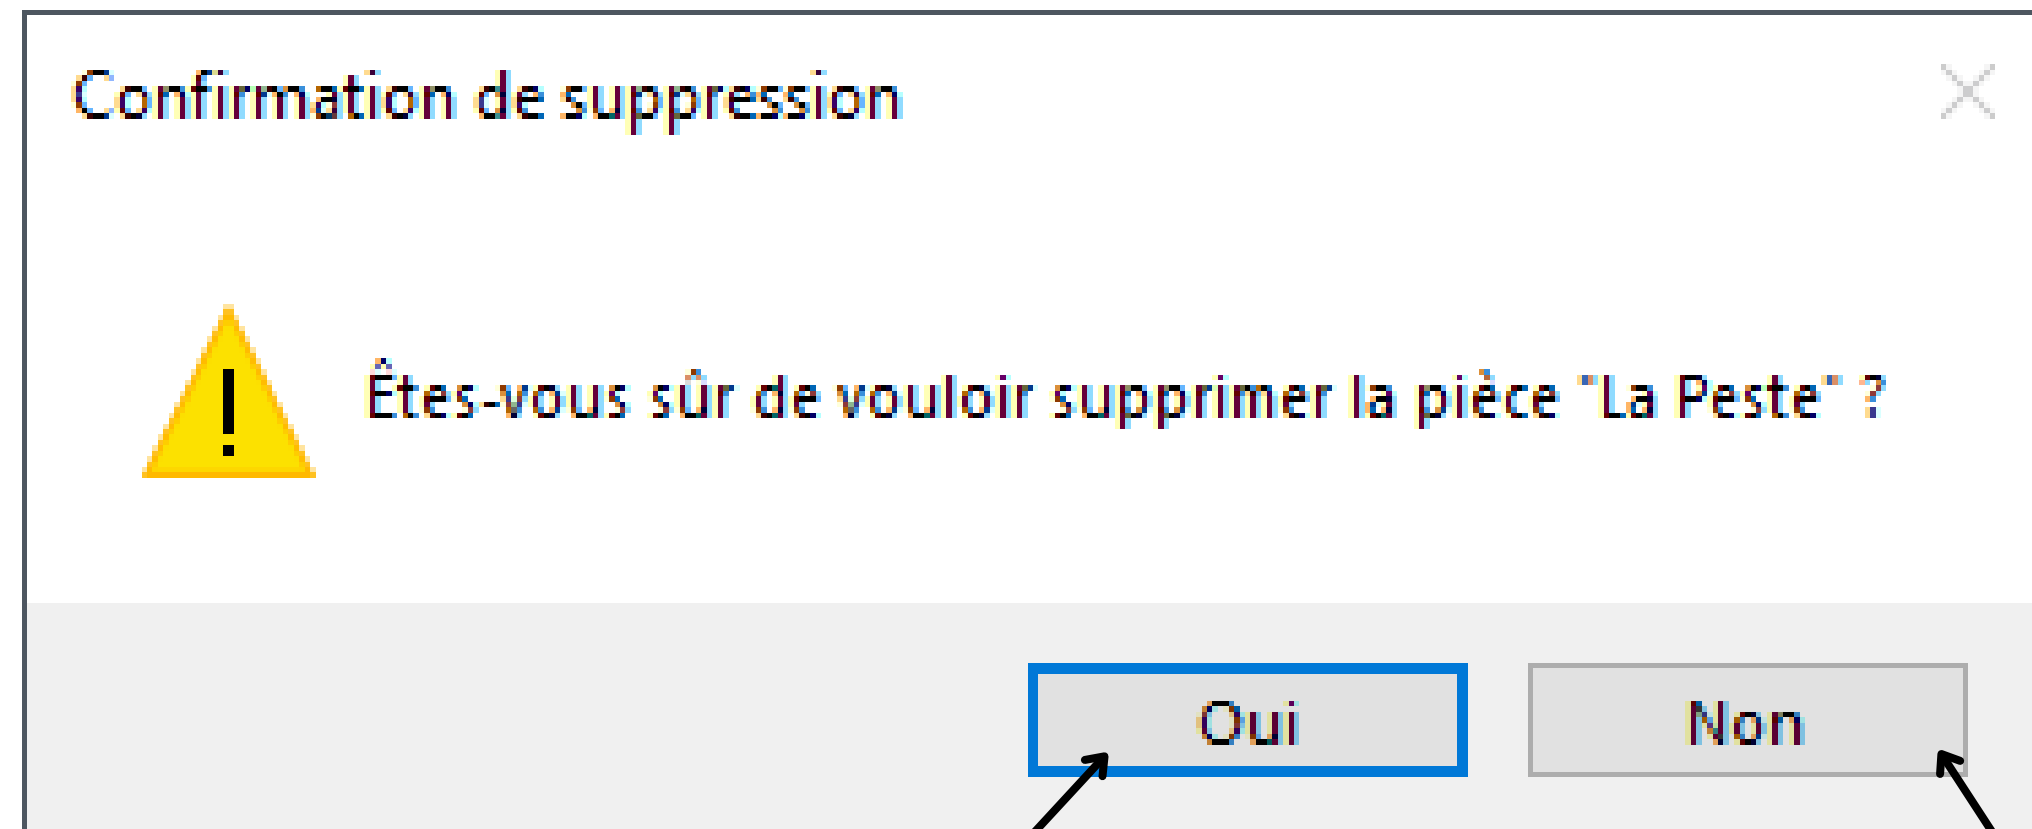 Confirmation de suppression
Êtes-vous sûr de vouloir supprimer la pièce "La Peste" ?
Oui
Non